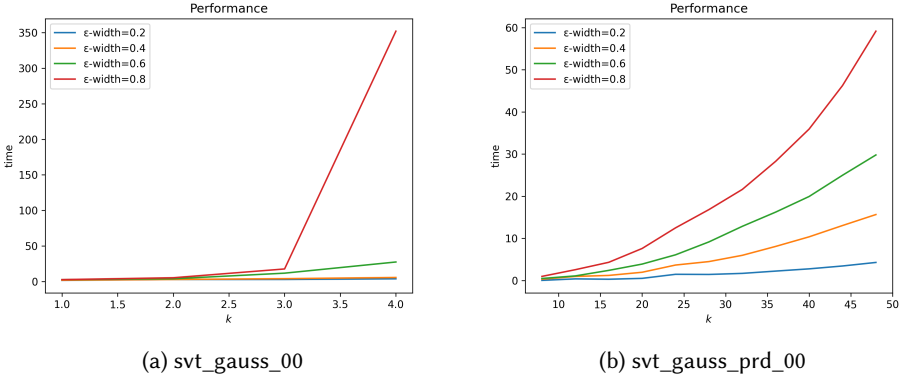 Performance
ε-width=0.2
ε-width=0.4
ε-width=0.6
ε-width=0.8
time
350
300
250
200
150
100
50
0
1.0 1.5 2.0 2.5 3.0 3.5 4.0
k
(a) svt_gauss_00
Performance
ε-width=0.2
ε-width=0.4
ε-width=0.6
ε-width=0.8
time
60
50
40
30
20
10
0
10 15 20 25 30 35 40 45 50
k
(b) svt_gauss_prd_00